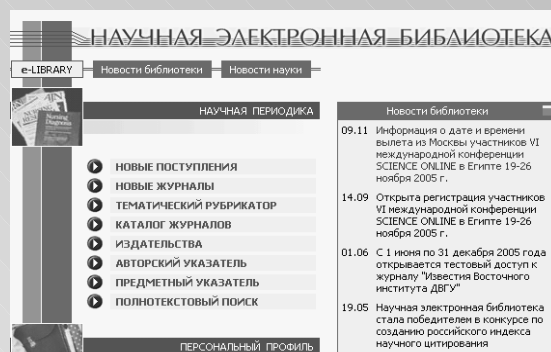 НАУЧНАЯ ЭЛЕКТРОННАЯ БИБЛИОТЕКА
e-LIBRARY
Новости библиотеки
Новости науки
НАУЧНАЯ ПЕРИОДИКА
НОВЫЕ ПОСТУПЛЕНИЯ
НОВЫЕ ЖУРНАЛЫ
ТЕМАТИЧЕСКИЙ РУБРИКАТОР
КАТАЛОГ ЖУРНАЛОВ
ИЗДАТЕЛЬСТВА
АВТОРСКИЙ УКАЗАТЕЛЬ
ПРЕДМЕТНЫЙ УКАЗАТЕЛЬ
ПОЛНОТЕКСТОВЫЙ ПОИСК
ПЕРСОНАЛЬНЫЙ ПРОФИЛЬ
Новости библиотеки
09.11 Информация о дате и времени
вылета из Москвы участников VI
международной конференции
SCIENCE ONLINE в Египте 19-26
ноября 2005 г.
14.09 Открыта регистрация участников
VI международной конференции
SCIENCE ONLINE в Египте 19-26
ноября 2005 г.
01.06 С 1 июня по 31 декабря 2005 года
открывается тестовый доступ к
журналу "Известия Восточного
института ДВГУ"
19.05 Научная электронная библиотека
стала победителем в конкурсе по
созданию российского индекса
научного цитирования
Nursing
Diagnosis